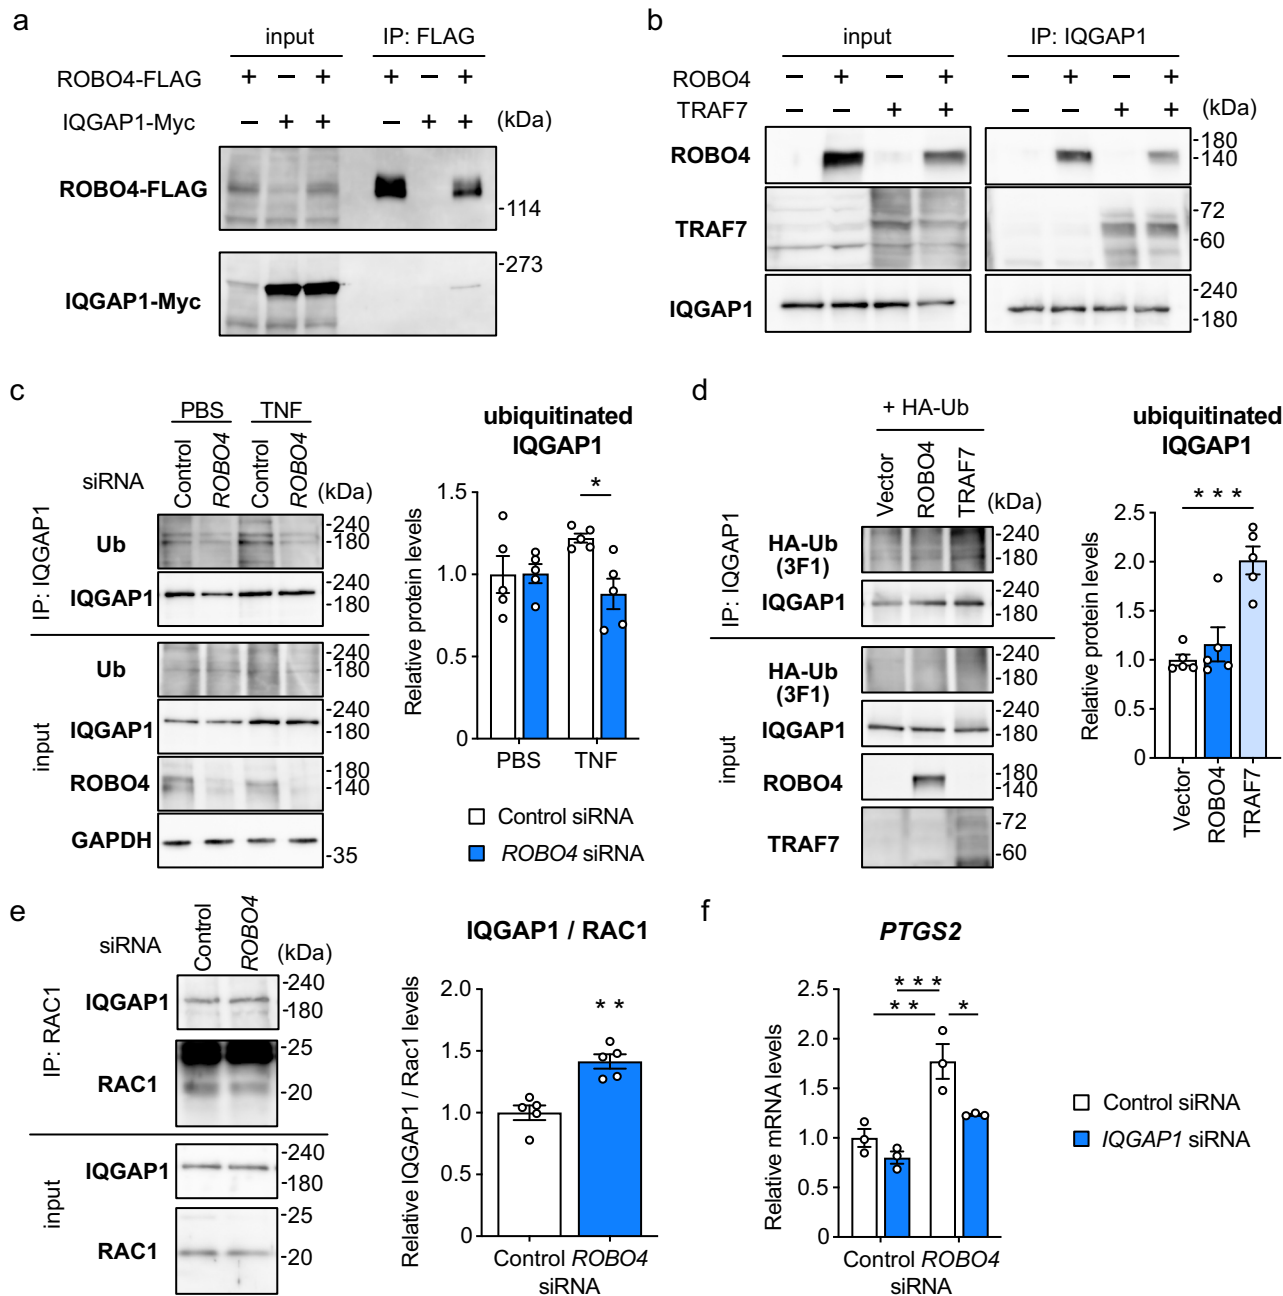 a
input IP: FLAG
ROBO4-FLAG + – + + – +
IQGAP1-Myc – + + – + + (kDa)
ROBO4-FLAG
-114
-273
IQGAP1-Myc
b
input IP: IQGAP1
ROBO4 – + – + – + – +
TRAF7 – – + + – – + + (kDa)
ROBO4 -180
-140
TRAF7 -72
-60
IQGAP1 -240
-180
c
PBS TNF
siRNA Control ROBO4 Control ROBO4 (kDa)
IP: IQGAP1
Ub -240
-180
IQGAP1 -240
-180
input
Ub -240
-180
IQGAP1 -240
-180
ROBO4 -180
-140
GAPDH
-35
ubiquitinated
IQGAP1
Relative protein levels
1.5
1.0
0.5
0
*
PBS TNF
Control siRNA
ROBO4 siRNA
d
+ HA-Ub
Vector ROBO4 TRAF7 (kDa)
IP: IQGAP1
HA-Ub
(3F1)
-240
-180
IQGAP1 -240
-180
input
HA-Ub
(3F1)
-240
-180
IQGAP1 -240
-180
ROBO4 -180
-140
TRAF7 -72
-60
ubiquitinated
IQGAP1
Relative protein levels
2.5
2.0
1.5
1.0
0.5
0
* * *
Vector ROBO4 TRAF7
e
siRNA Control ROBO4 (kDa)
IP: RAC1
IQGAP1 -240
-180
RAC1 -25
-20
input
IQGAP1 -240
-180
RAC1 -25
-20
IQGAP1 / RAC1
Relative IQGAP1 / Rac1 levels
2.0
1.5
1.0
0.5
0
* *
Control ROBO4
siRNA
f
PTGS2
Relative mRNA levels
2.5
2.0
1.5
1.0
0.5
0
* * *
* * *
Control ROBO4
siRNA
Control siRNA
IQGAP1 siRNA